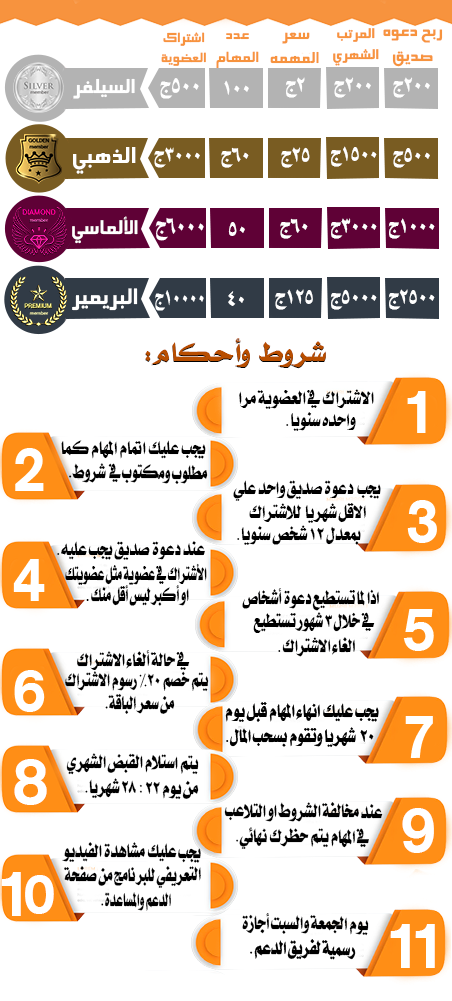 ربح دعوه المرتب سعر عدد اشتراك
صديق الشهري المهمه المهام العضوية
SILVER member السيلفر ٥٠٠ج ١٠٠ ٢ج ٢٠٠ج ٢٠٠ج
GOLDEN member الذهبي ٣٠٠٠ج ٦٠ ٢٥ج ١٥٠٠ج ٥٠٠ج
DIAMOND member الألماسي ٦٠٠٠ج ٥٠ ٦٠ج ٣٠٠٠ج ١٠٠٠ج
PREMIUM member البريمير ١٠٠٠٠ج ٤٠ ١٢٥ج ٥٠٠٠ج ٢٥٠٠ج
شروط وأحكام:
1 الاشتراك في العضوية مرا
واحده سنويا.
2 يجب عليك اتمام المهام كما
مطلوب ومكتوب في شروط.
3 يجب دعوة صديق واحد علي
الاقل شهريا للاشتراك
بمعدل ١٢ شخص سنويا.
4 عند دعوة صديق يجب عليه
الأشتراك في عضوية مثل عضويتك
او أكبر ليس أقل منك.
5 اذا لما تستطيع دعوة أشخاص
في خلال ٣ شهور تستطيع
الغاء الاشتراك.
6 في حالة ألغاء الاشتراك
يتم خصم ٢٠٪ رسوم الاشتراك
من سعر الباقة.
7 يجب عليك انهاء المهام قبل يوم
٢٠ شهريا وتقوم بسحب المال.
8 يتم استلام القبض الشهري
من يوم ٢٢ : ٢٨ شهريا.
9 عند مخالفة الشروط او التلاعب
في المهام يتم حظرك نهائي.
10 يجب عليك مشاهدة الفيديو
التعريفي للبرنامج من صفحة
الدعم والمساعدة.
11 يوم الجمعة والسبت أجازة
رسمية لفريق الدعم.